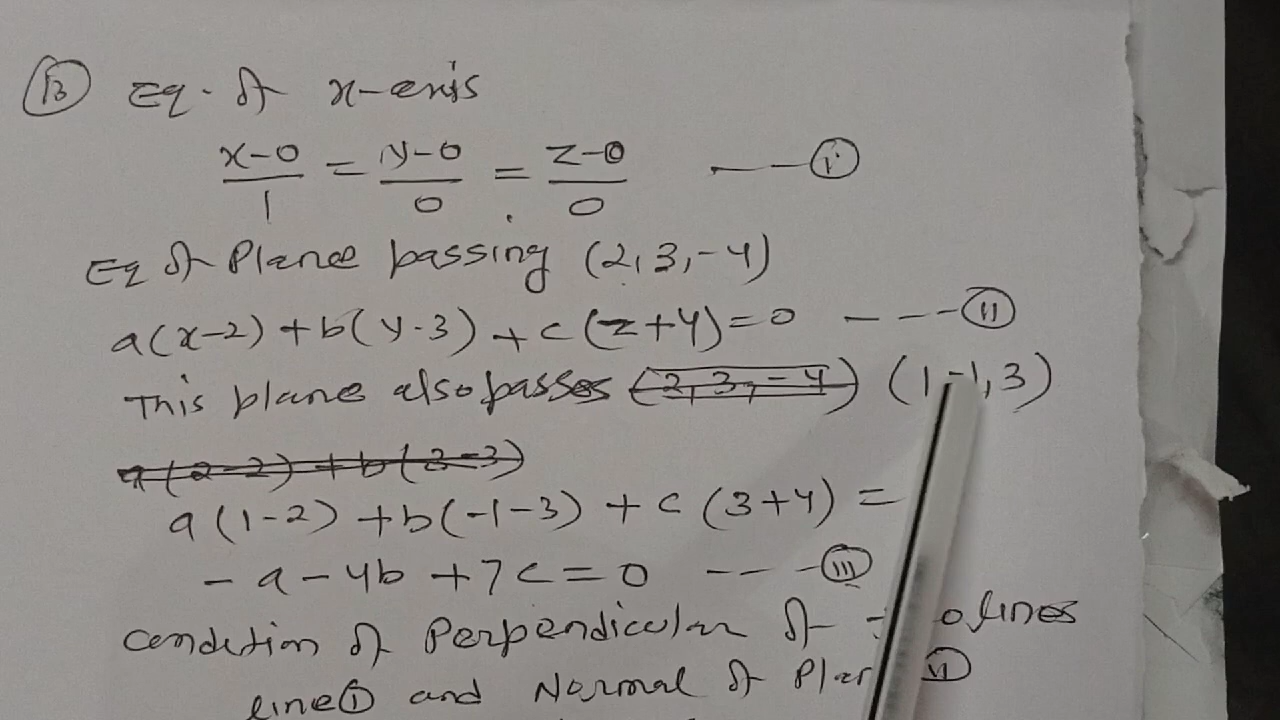 13 Eq. of x-axis
x-0/1 = y-0/0 = z-0/0 --- (i)
Eq of Plane passing (2,3,-4)
a(x-2)+b(y-3)+c(z+4)=0 --- (ii)
This plane also passes (2,3,-4) (1,-1,3)
a(2-2)+b(3-3)
a(1-2)+b(-1-3)+c(3+4)=
-a-4b+7c=0 --- (iii)
condition of Perpendicular of lines
line (i) and Normal of (ii)